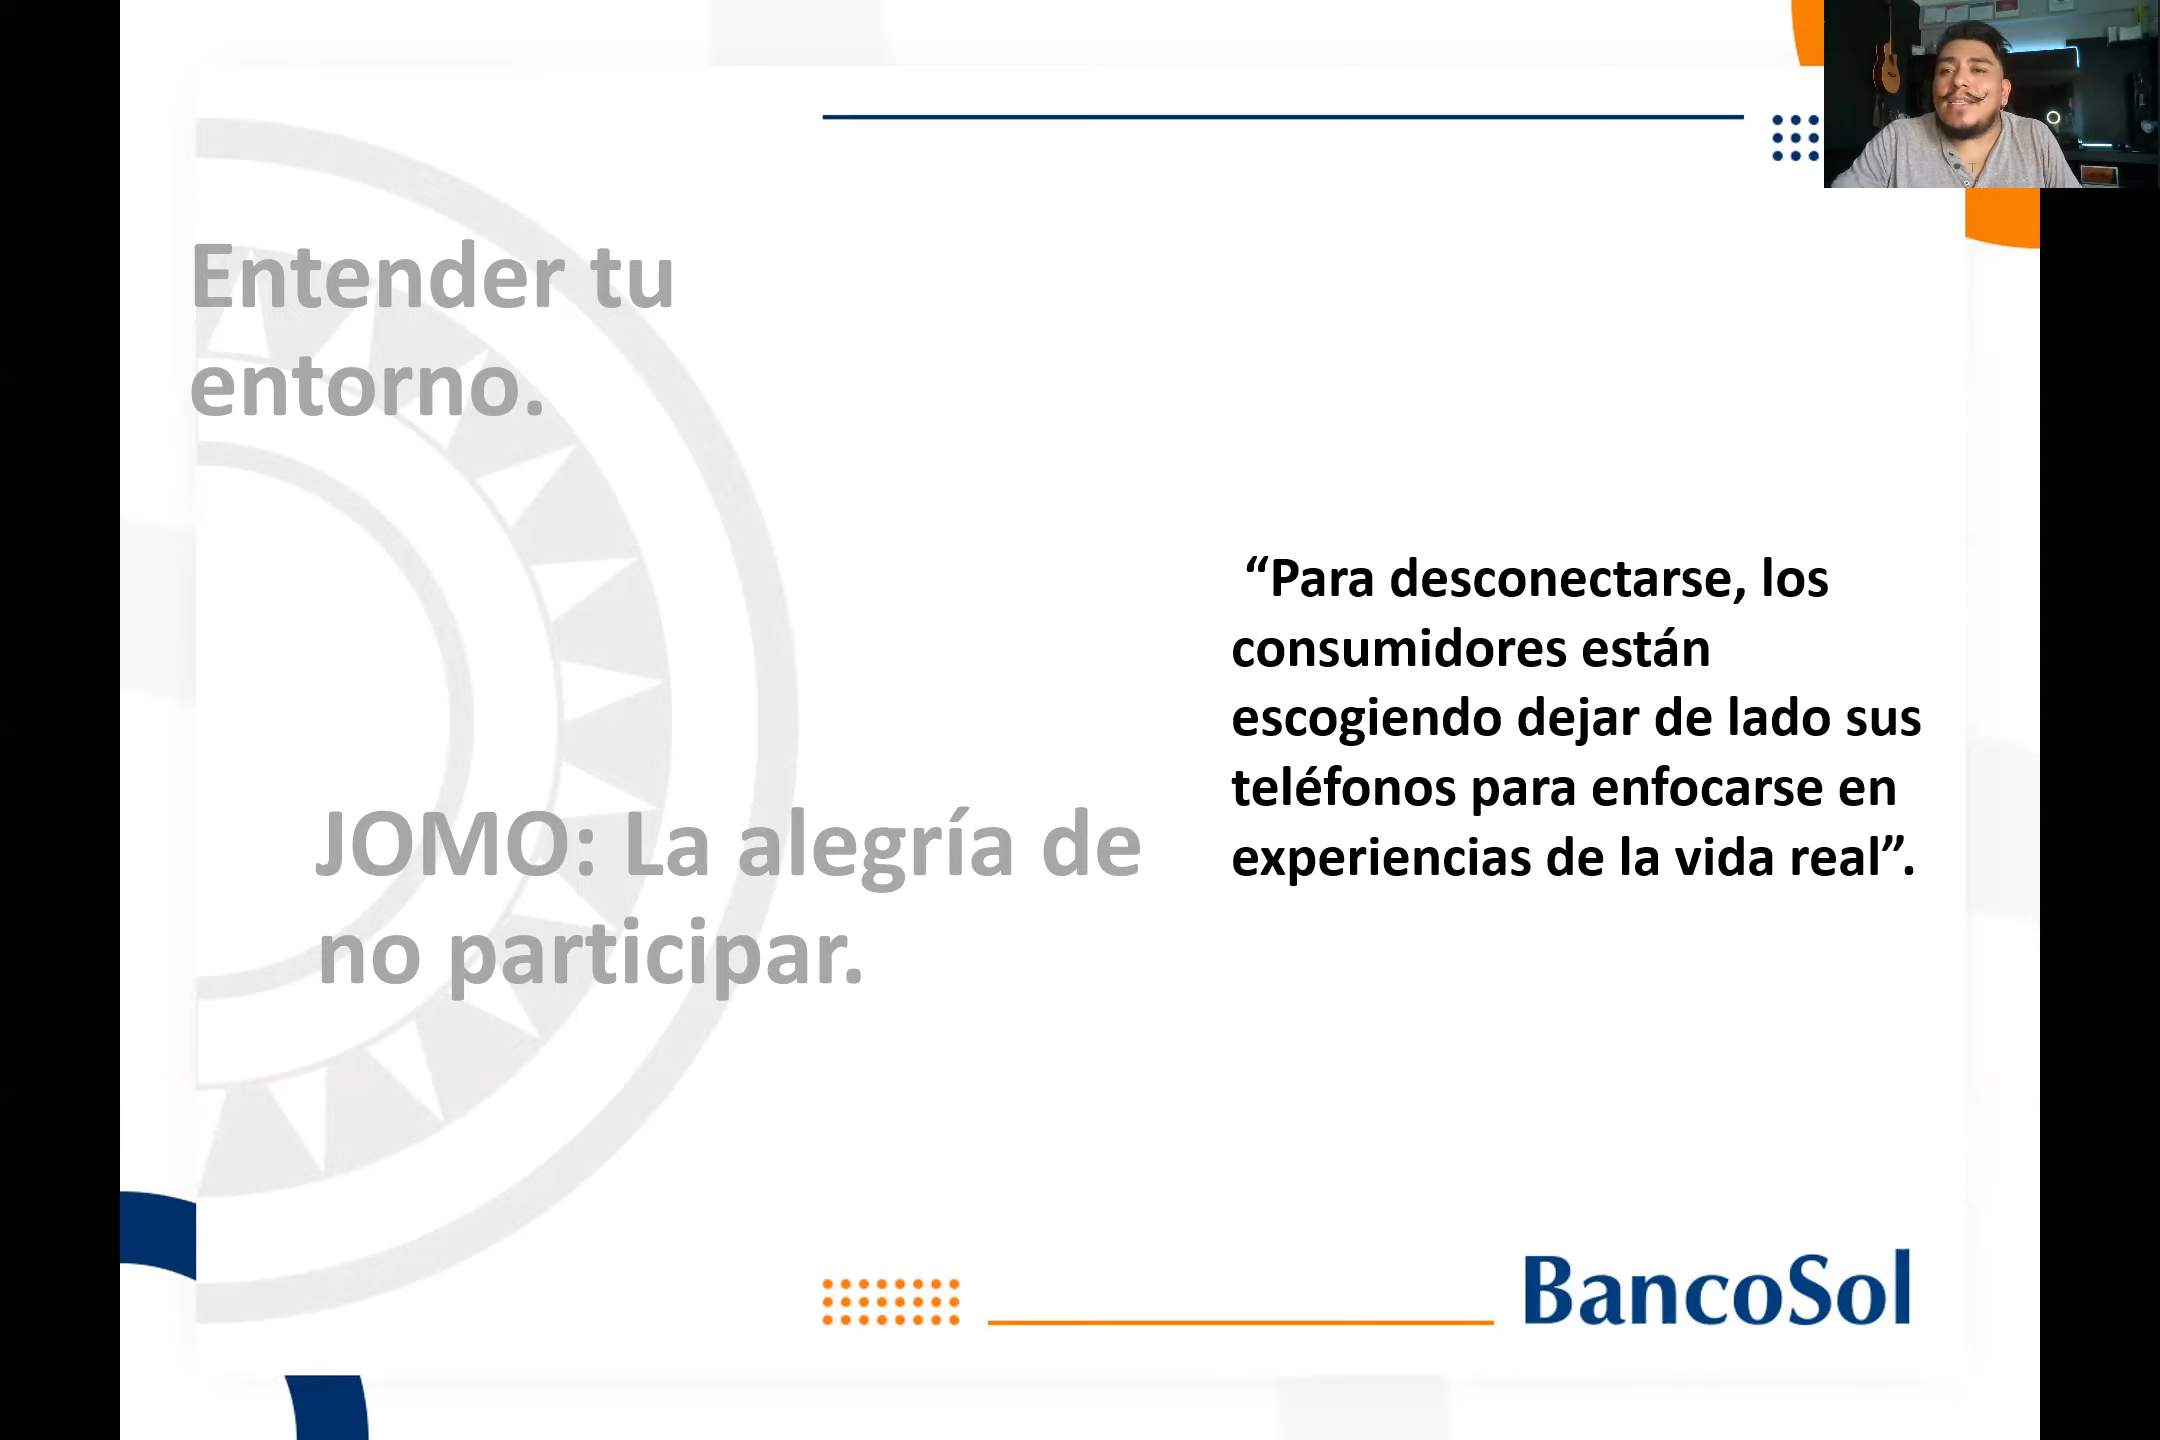 Entender tu
entorno.
JOMO: La alegría de
no participar.
“Para desconectarse, los
consumidores están
escogiendo dejar de lado sus
teléfonos para enfocarse en
experiencias de la vida real”.
BancoSol